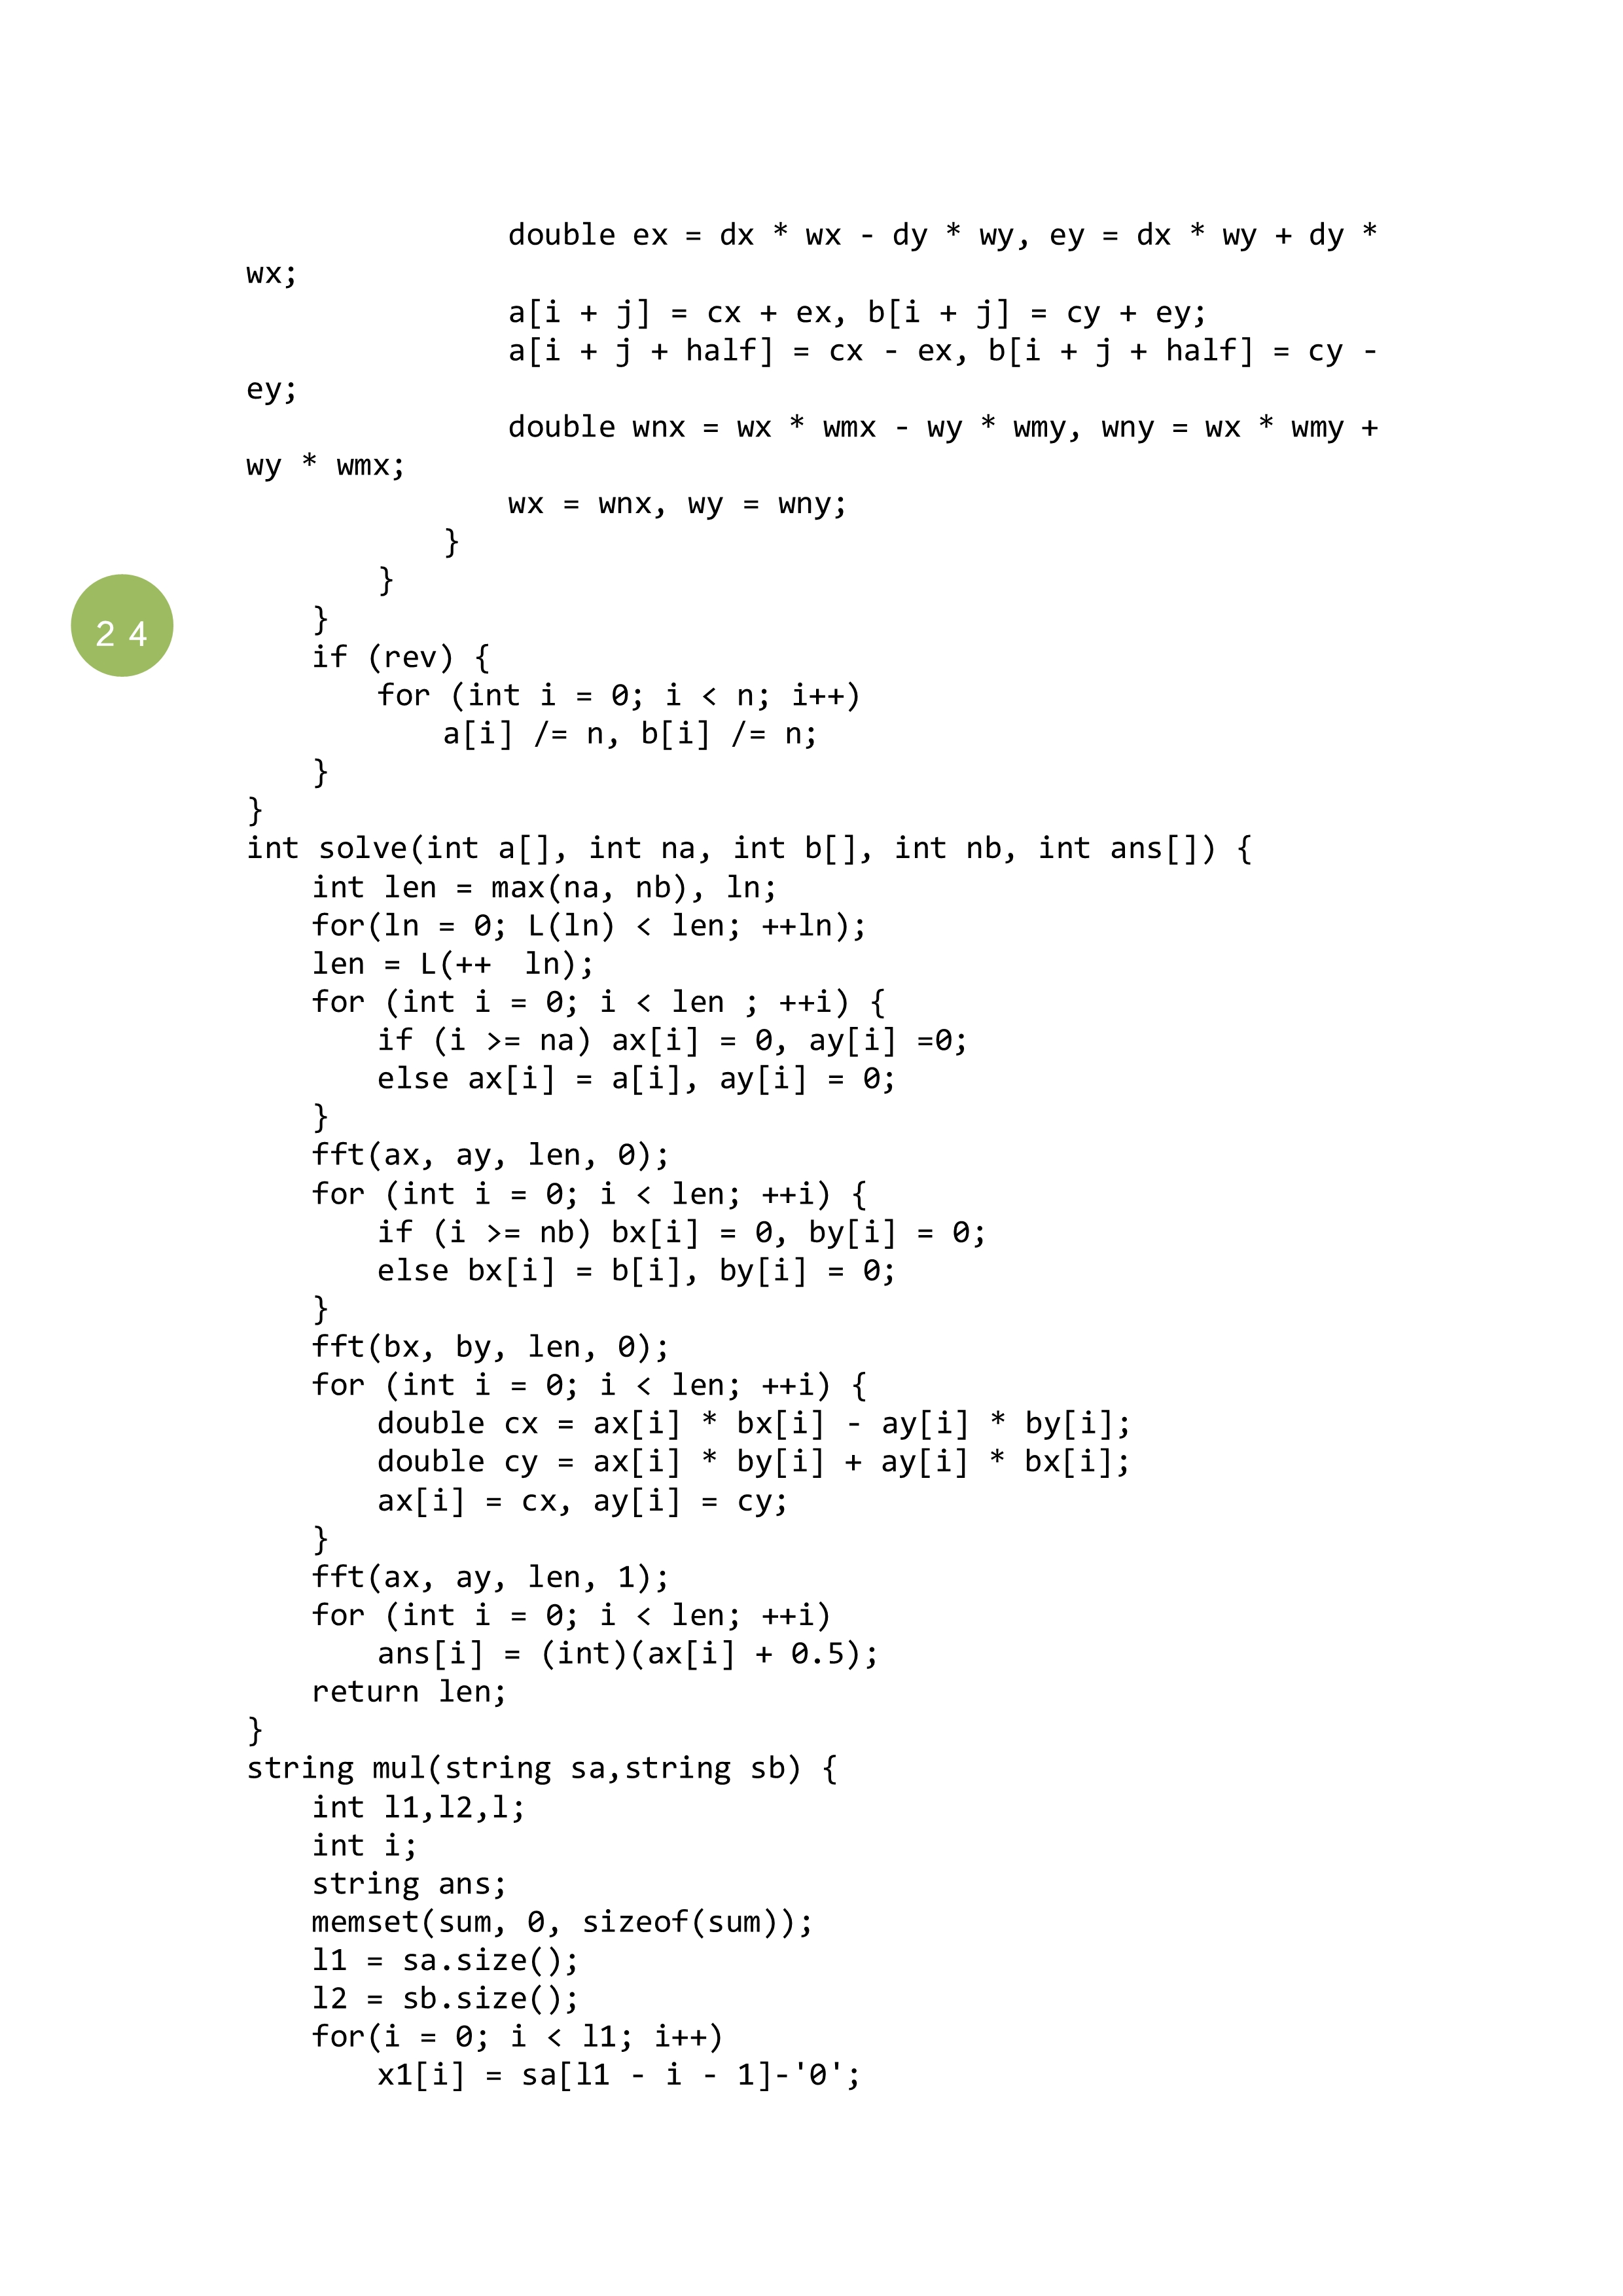 double ex = dx * wx - dy * wy, ey = dx * wy + dy *
wx;
                a[i + j] = cx + ex, b[i + j] = cy + ey;
                a[i + j + half] = cx - ex, b[i + j + half] = cy -
ey;
                double wnx = wx * wmx - wy * wmy, wny = wx * wmy +
wy * wmx;
                wx = wnx, wy = wny;
            }
        }
24
    }
    if (rev) {
        for (int i = 0; i < n; i++)
            a[i] /= n, b[i] /= n;
    }
}
int solve(int a[], int na, int b[], int nb, int ans[]) {
    int len = max(na, nb), ln;
    for(ln = 0; L(ln) < len; ++ln);
    len = L(++  ln);
    for (int i = 0; i < len ; ++i) {
        if (i >= na) ax[i] = 0, ay[i] =0;
        else ax[i] = a[i], ay[i] = 0;
    }
    fft(ax, ay, len, 0);
    for (int i = 0; i < len; ++i) {
        if (i >= nb) bx[i] = 0, by[i] = 0;
        else bx[i] = b[i], by[i] = 0;
    }
    fft(bx, by, len, 0);
    for (int i = 0; i < len; ++i) {
        double cx = ax[i] * bx[i] - ay[i] * by[i];
        double cy = ax[i] * by[i] + ay[i] * bx[i];
        ax[i] = cx, ay[i] = cy;
    }
    fft(ax, ay, len, 1);
    for (int i = 0; i < len; ++i)
        ans[i] = (int)(ax[i] + 0.5);
    return len;
}
string mul(string sa,string sb) {
    int l1,l2,l;
    int i;
    string ans;
    memset(sum, 0, sizeof(sum));
    l1 = sa.size();
    l2 = sb.size();
    for(i = 0; i < l1; i++)
        x1[i] = sa[l1 - i - 1]-'0';